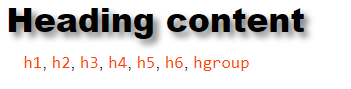 Heading content
h1, h2, h3, h4, h5, h6, hgroup